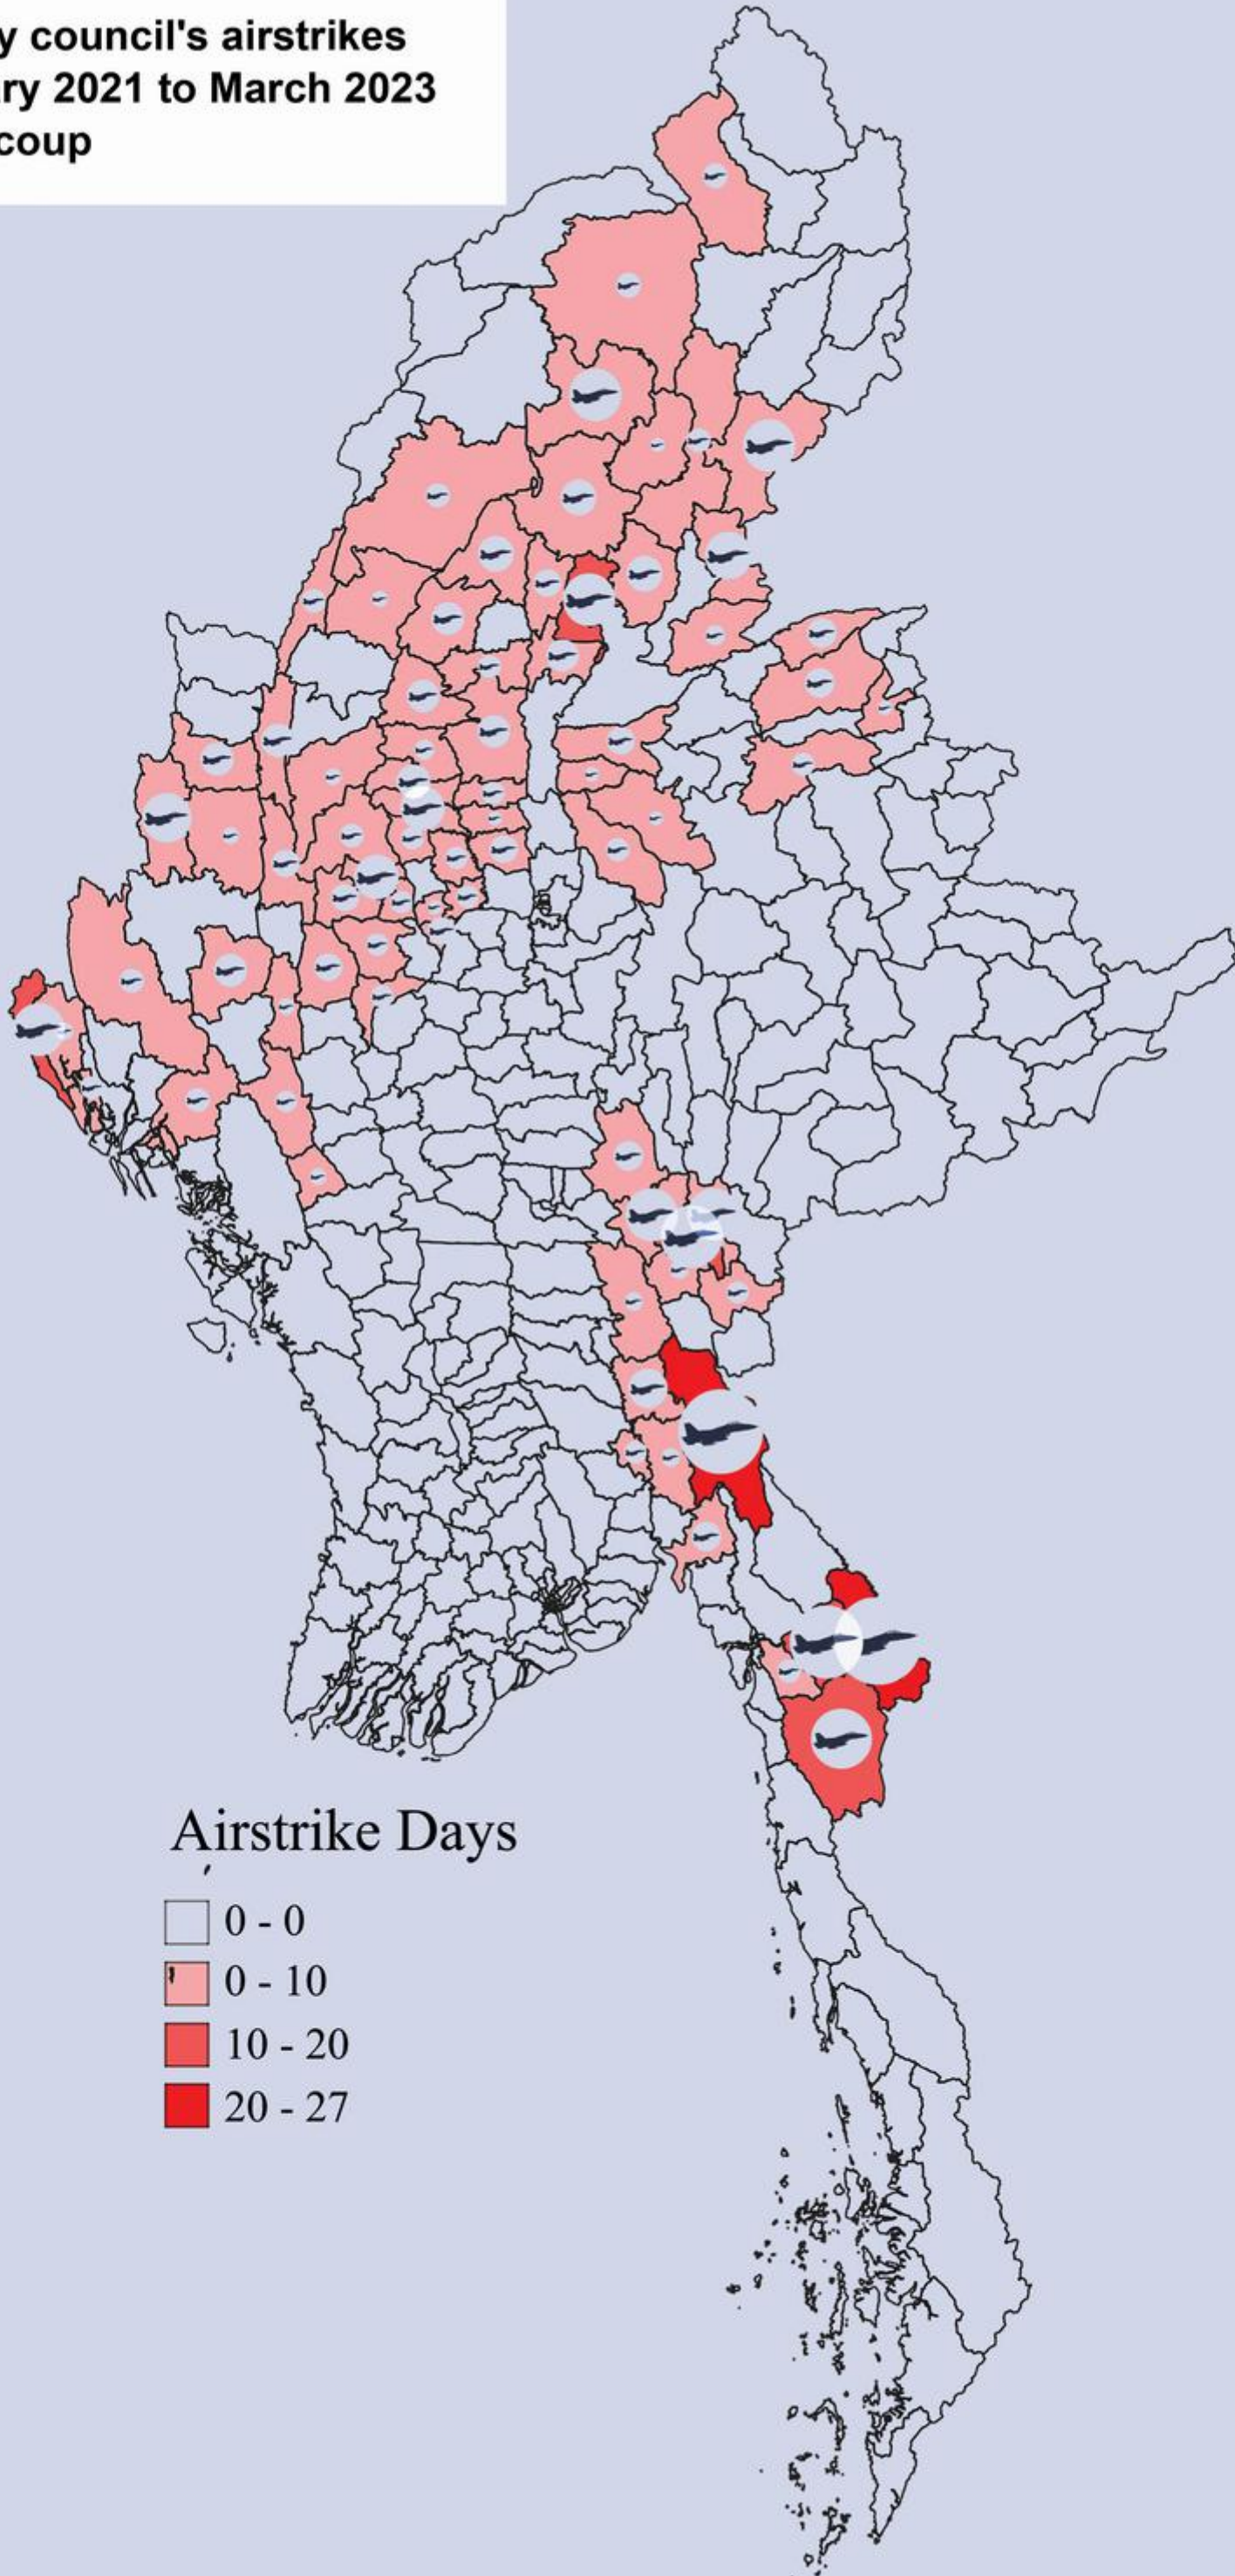 y council's airstrikes
ry 2021 to March 2023
coup
Airstrike Days
0 - 0
0 - 10
10 - 20
20 - 27